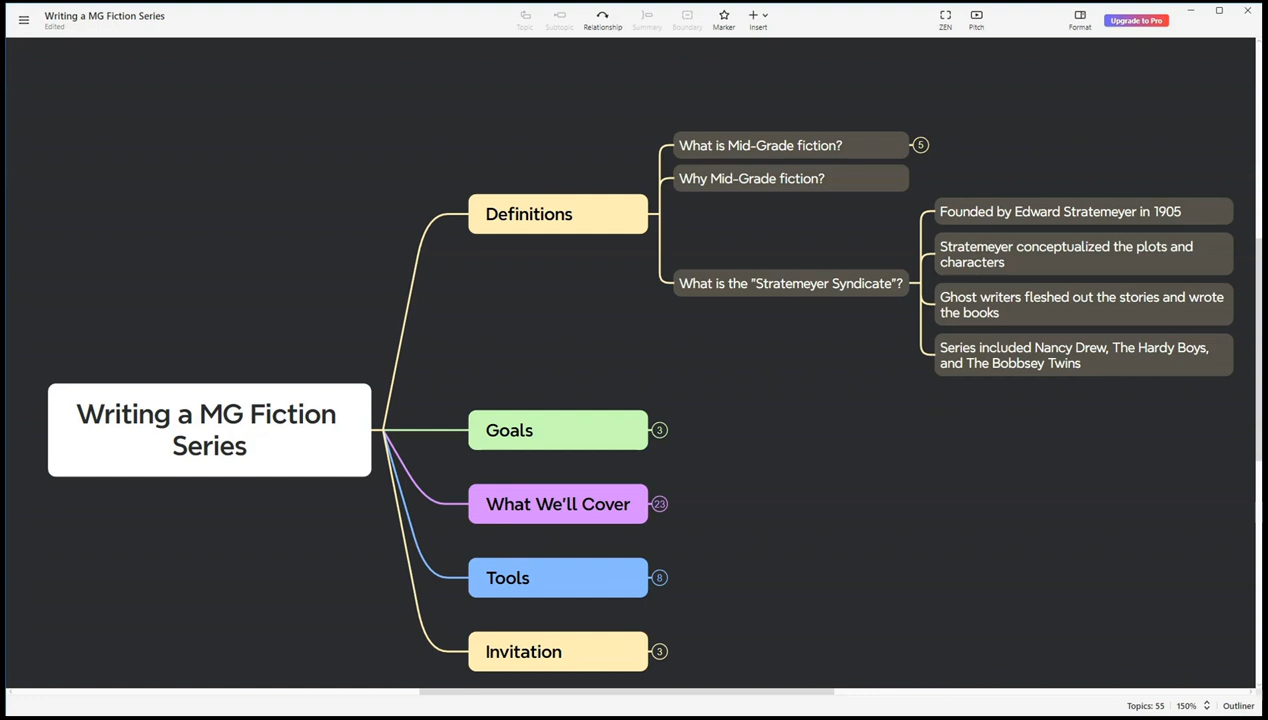 Writing a MG Fiction Series
Edited
Topic
Subtopic
Relationship
Summary
Boundary
Marker
Insert
ZEN
Pitch
Format
Upgrade to Pro
What is Mid-Grade fiction?
5
Why Mid-Grade fiction?
Definitions
Founded by Edward Stratemeyer in 1905
Stratemeyer conceptualized the plots and
characters
What is the "Stratemeyer Syndicate"?
Ghost writers fleshed out the stories and wrote
the books
Series included Nancy Drew, The Hardy Boys,
and The Bobbsey Twins
Writing a MG Fiction
Series
Goals
3
What We'll Cover
23
Tools
8
Invitation
3
Topics: 55
150%
Outliner